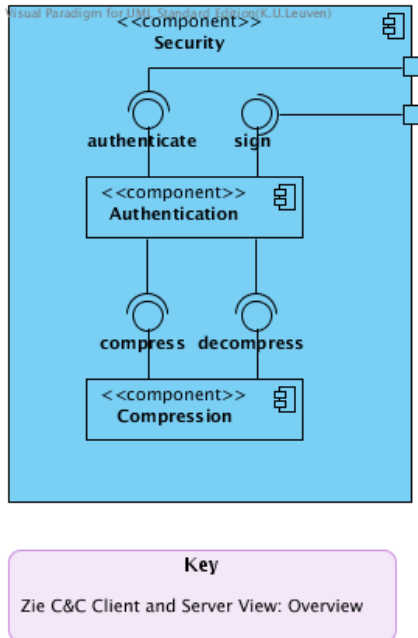 Visual Paradigm for UML Standard Edition(K.U.Leuven)
<<component>>
Security
authenticate sign
<<component>>
Authentication
compress decompress
<<component>>
Compression
Key
Zie C&C Client and Server View: Overview